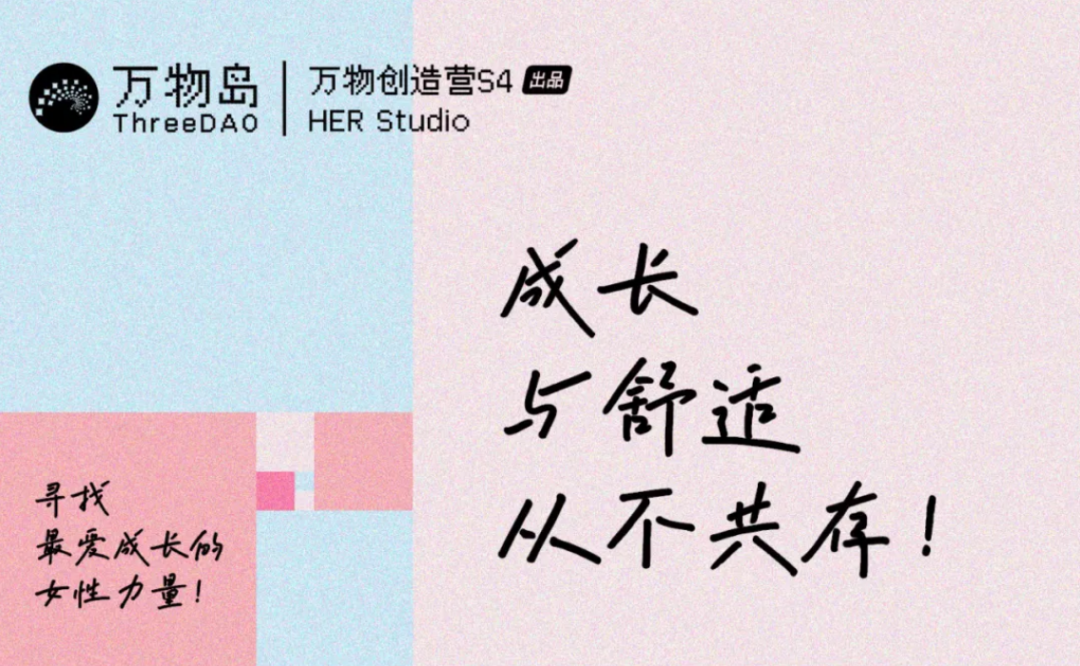 万物岛
ThreeDAO
万物创造营S4 出品
HER Studio
成长
与舒适
从不共存！
寻找
最爱成长的
女性力量！